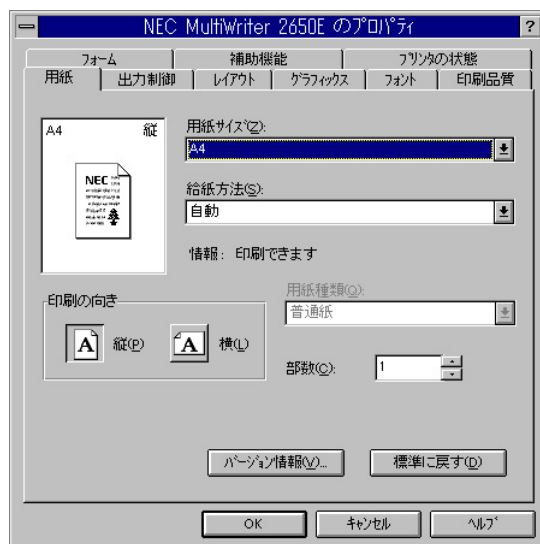 NEC MultiWriter 2650E のﾌﾟﾛﾊﾟﾃｨ ?
ﾌｫｰﾑ 補助機能 ﾌﾟﾘﾝﾀの状態
用紙 出力制御 ﾚｲｱｳﾄ ｸﾞﾗﾌｨｯｸｽ ﾌｫﾝﾄ 印刷品質
A4 縦
NEC
用紙ｻｲｽﾞ(Z):
A4
給紙方法(S):
自動
情報: 印刷できます
用紙種類(Q):
普通紙
印刷の向き
A 縦(P) A 横(L)
部数(C): 1
ﾊﾞｰｼﾞｮﾝ情報(V)... 標準に戻す(D)
OK ｷｬﾝｾﾙ ﾍﾙﾌﾟ